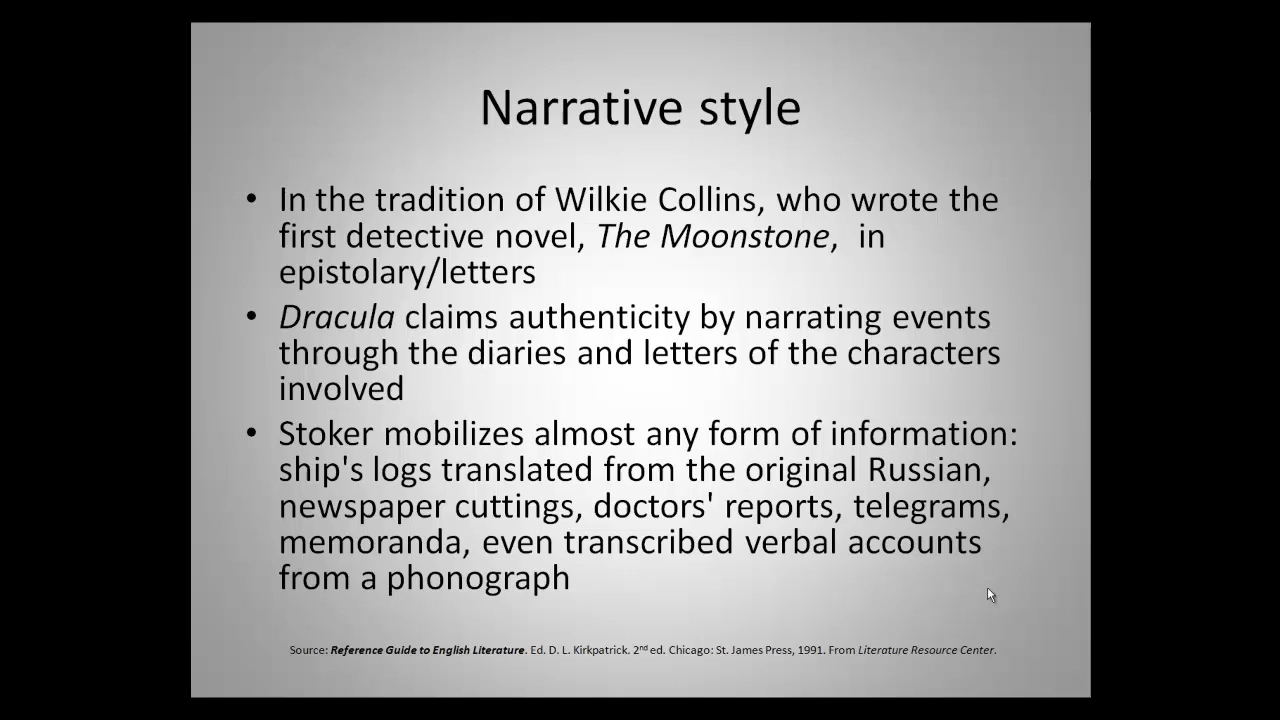 Narrative style
• In the tradition of Wilkie Collins, who wrote the
first detective novel, The Moonstone,  in
epistolary/letters
• Dracula claims authenticity by narrating events
through the diaries and letters of the characters
involved
• Stoker mobilizes almost any form of information:
ship's logs translated from the original Russian,
newspaper cuttings, doctors' reports, telegrams,
memoranda, even transcribed verbal accounts
from a phonograph
Source: Reference Guide to English Literature. Ed. D. L. Kirkpatrick. 2nd ed. Chicago: St. James Press, 1991. From Literature Resource Center.